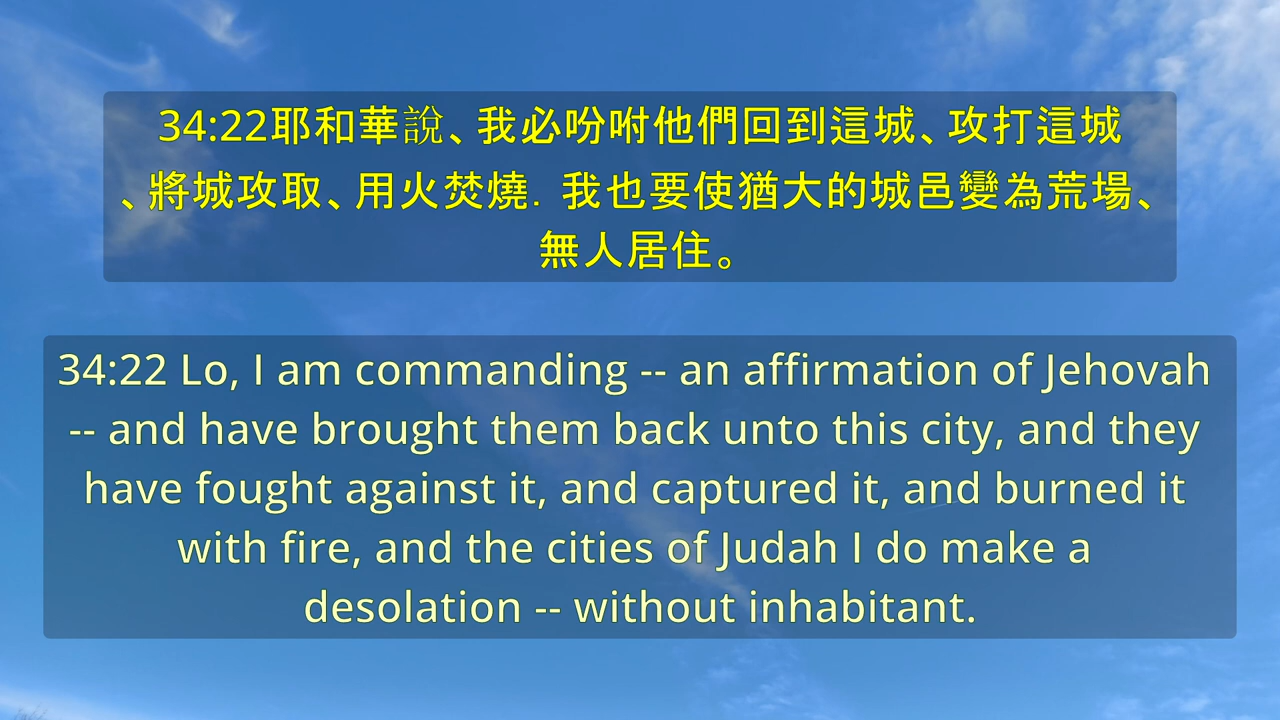 34:22耶和華說、我必吩咐他們回到這城、攻打這城
、將城攻取、用火焚燒．我也要使猶大的城邑變為荒場、
無人居住。
34:22 Lo, I am commanding -- an affirmation of Jehovah
-- and have brought them back unto this city, and they
have fought against it, and captured it, and burned it
with fire, and the cities of Judah I do make a
desolation -- without inhabitant.